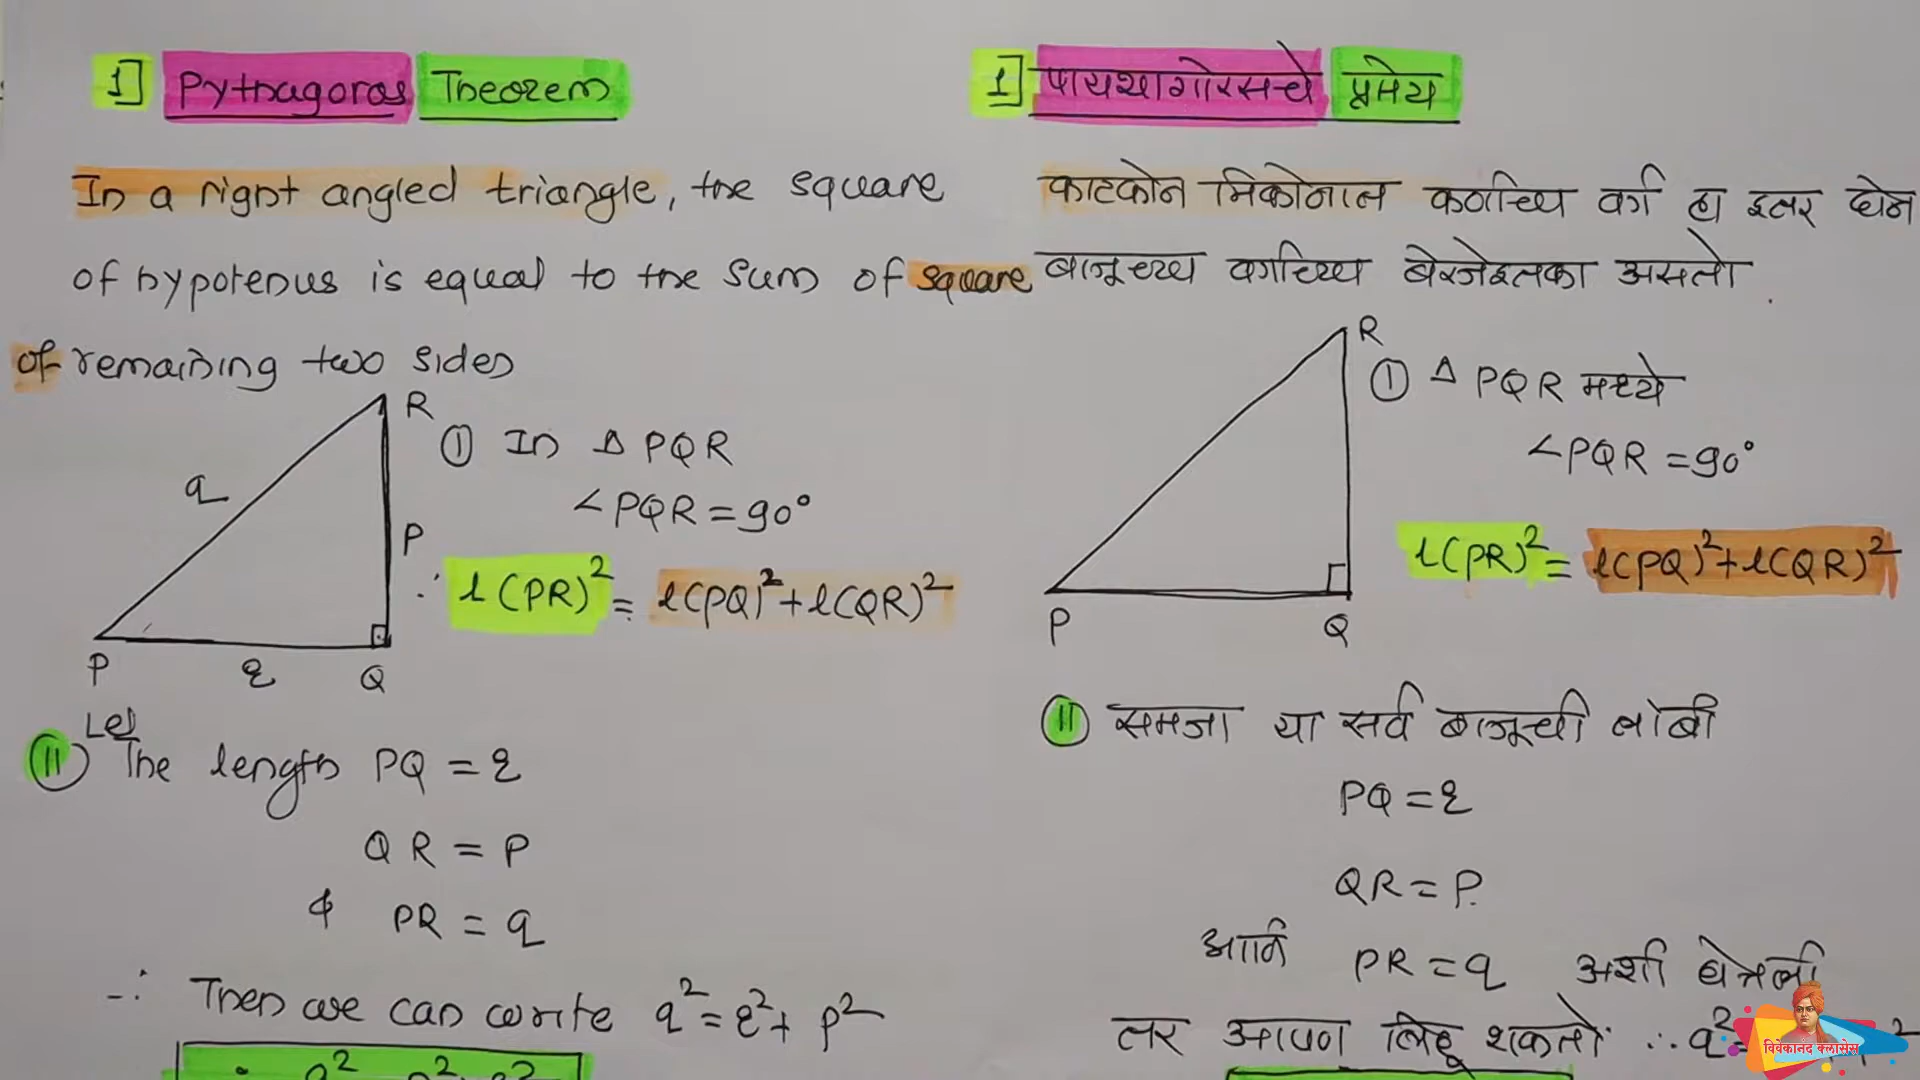 1] Pythagoras Theorem
In a right angled triangle, the square
of hypotenus is equal to the sum of square
of remaining two sides
R
q
P
P
r
Q
① In Δ PQR
∠PQR = 90°
∴ l(PR)² = l(PQ)² + l(QR)²
Let
⑪ The length PQ = r
QR = P
& PR = q
∴ Then we can write q² = r² + p²
1] पायथागोरसचे प्रमेय
काटकोन त्रिकोनात कर्णाच्या वर्ग हा इतर दोन
बाजूच्या वर्गाच्या बेरजेइतका असतो.
R
P
Q
① Δ PQR मध्ये
∠PQR = 90°
l(PR)² = l(PQ)² + l(QR)²
⑪ समजा या सर्व बाजूची लांबी
PQ = r
QR = P.
आणि PR = q अशी घेतली
तर आपण लिहू शकतो ∴ q² =
विवेकानंद क्लासेस